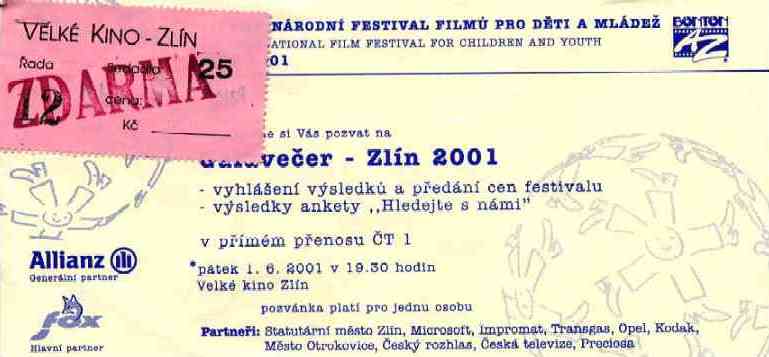 VELKÉ KINO - ZLÍN
Řada
Sedadlo
25
12
ZDARMA
cena:
Kč
NÁRODNÍ FESTIVAL FILMŮ PRO DĚTI A MLÁDEŽ
ATIONAL FILM FESTIVAL FOR CHILDREN AND YOUTH
01
BONTON
AZ
si Vás pozvat na
Galavečer - Zlín 2001
- vyhlášení výsledků a předání cen festivalu
- výsledky ankety ,,Hledejte s námi"
v přímém přenosu ČT 1
*pátek 1. 6. 2001 v 19.30 hodin
Velké kino Zlín
pozvánka platí pro jednu osobu
Allianz
Generální partner
fox
Hlavní partner
Partneři: Statutární město Zlín, Microsoft, Impromat, Transgas, Opel, Kodak,
Město Otrokovice, Český rozhlas, Česká televize, Preciosa